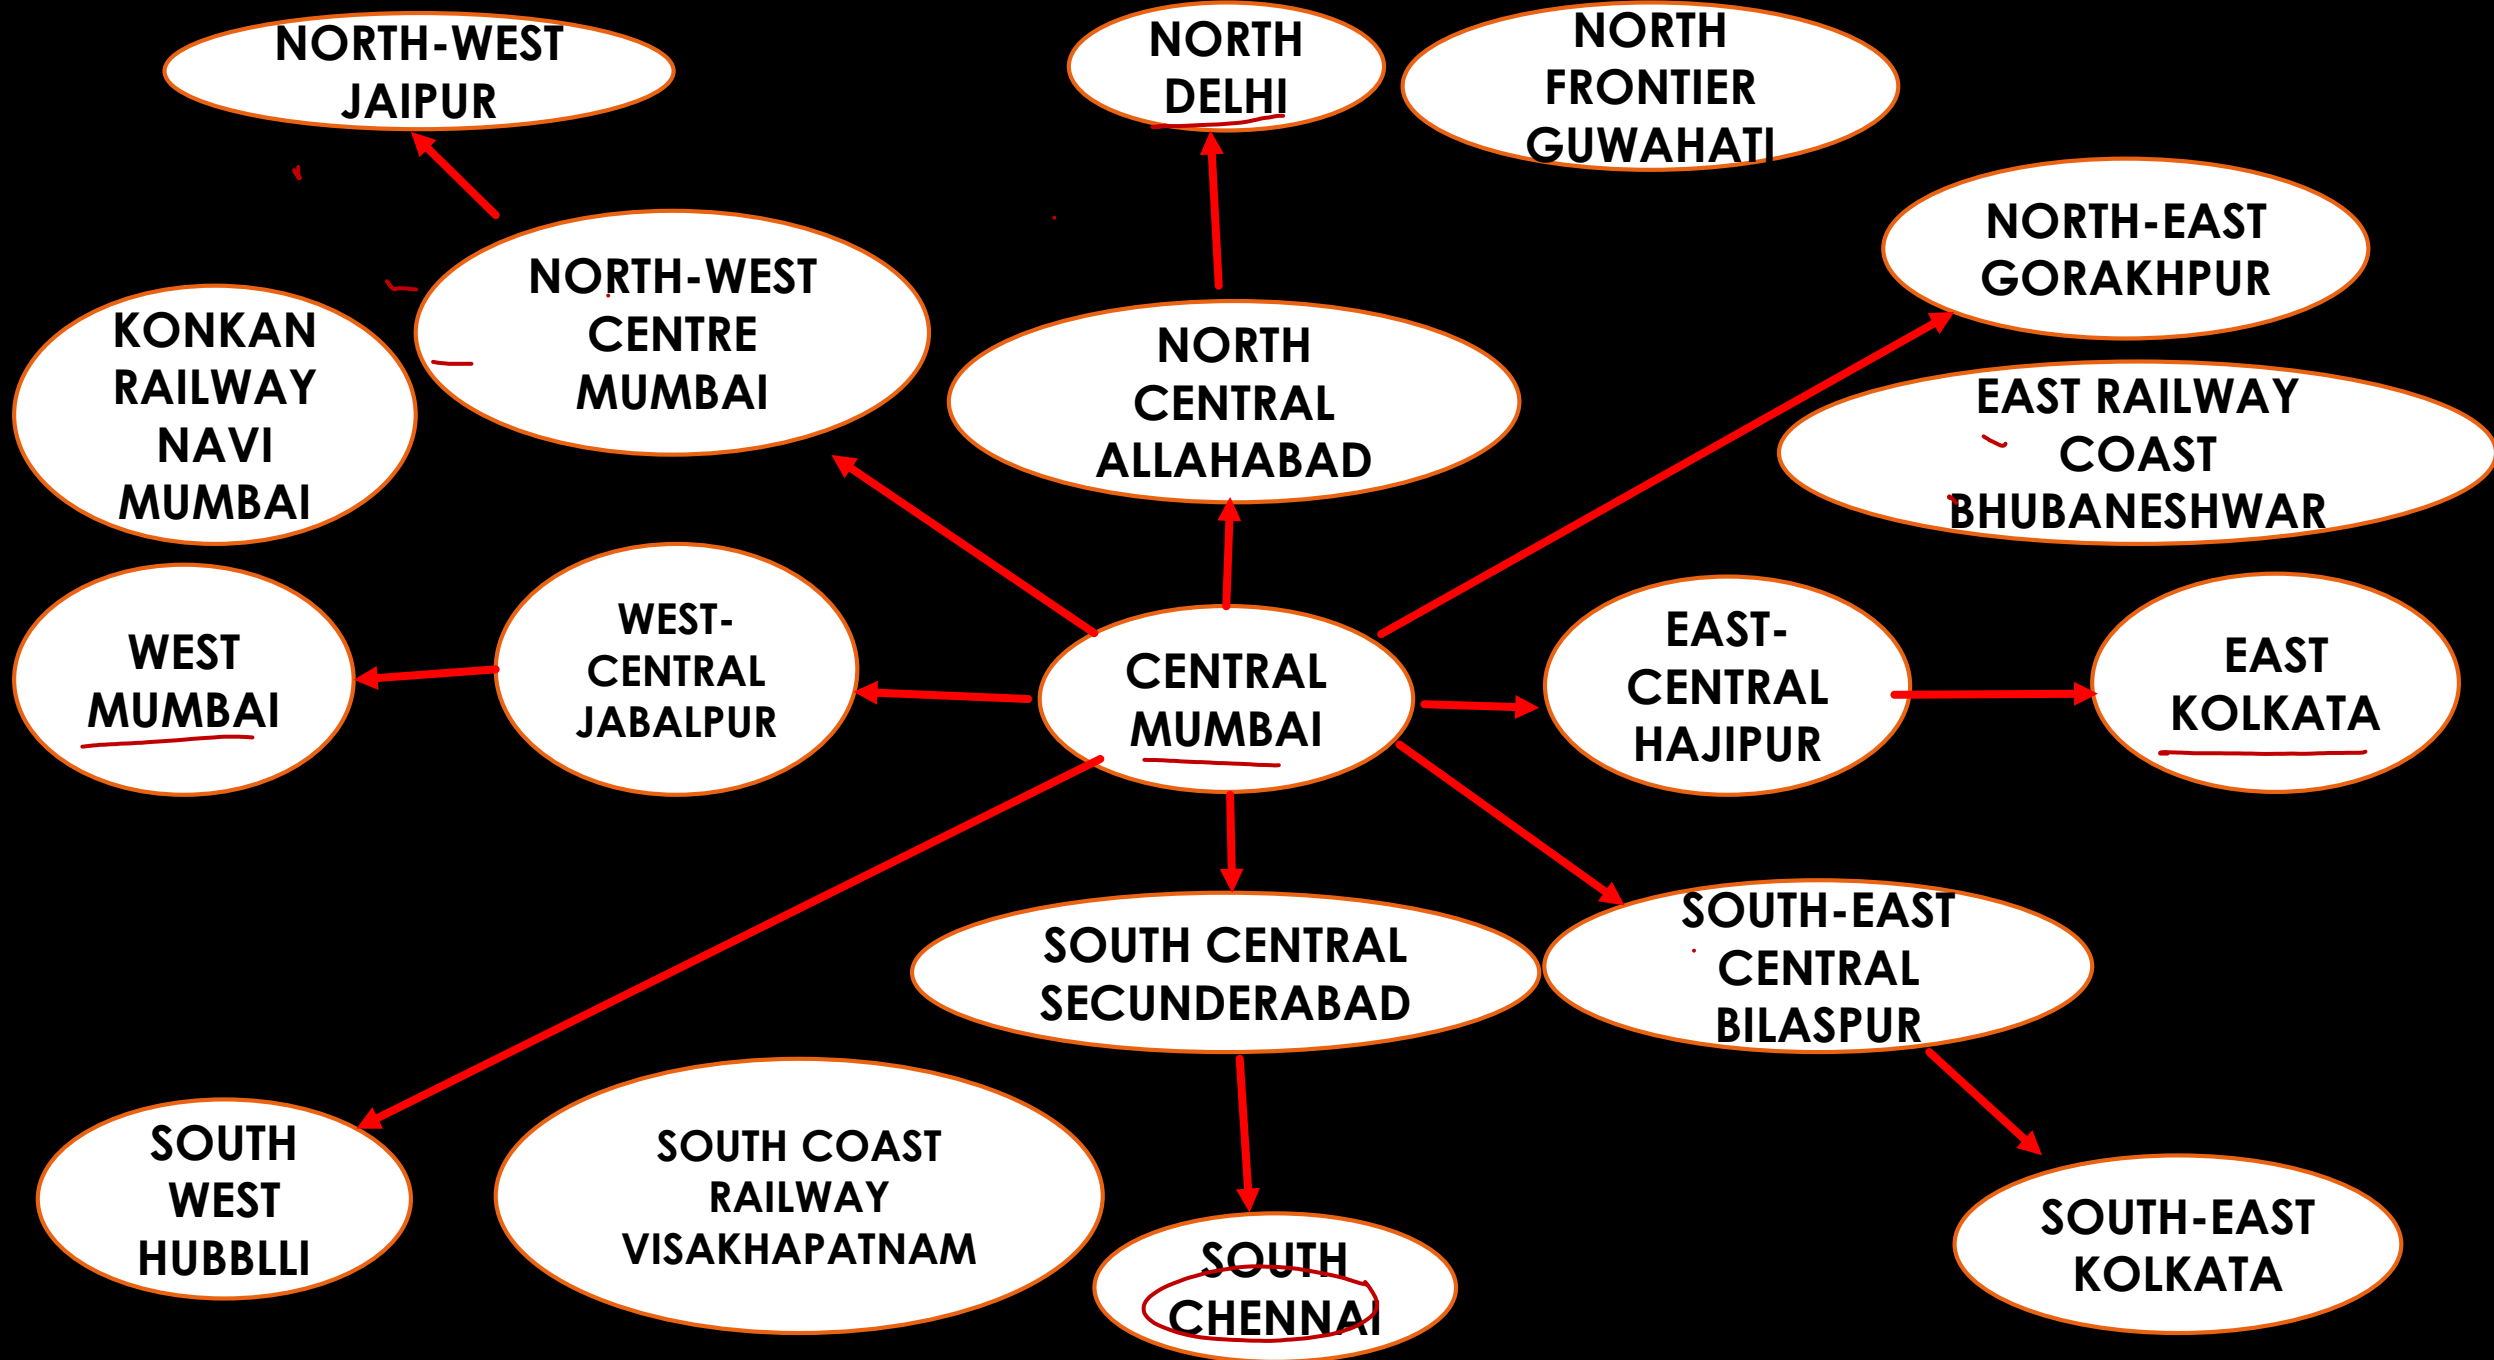 NORTH-WEST
JAIPUR
NORTH
DELHI
NORTH
FRONTIER
GUWAHATI
NORTH-EAST
GORAKHPUR
NORTH-WEST
CENTRE
MUMBAI
KONKAN
RAILWAY
NAVI
MUMBAI
NORTH
CENTRAL
ALLAHABAD
EAST RAILWAY
COAST
BHUBANESHWAR
WEST
MUMBAI
WEST-
CENTRAL
JABALPUR
CENTRAL
MUMBAI
EAST-
CENTRAL
HAJIPUR
EAST
KOLKATA
SOUTH CENTRAL
SECUNDERABAD
SOUTH-EAST
CENTRAL
BILASPUR
SOUTH
WEST
HUBBLLI
SOUTH COAST
RAILWAY
VISAKHAPATNAM
SOUTH
CHENNAI
SOUTH-EAST
KOLKATA